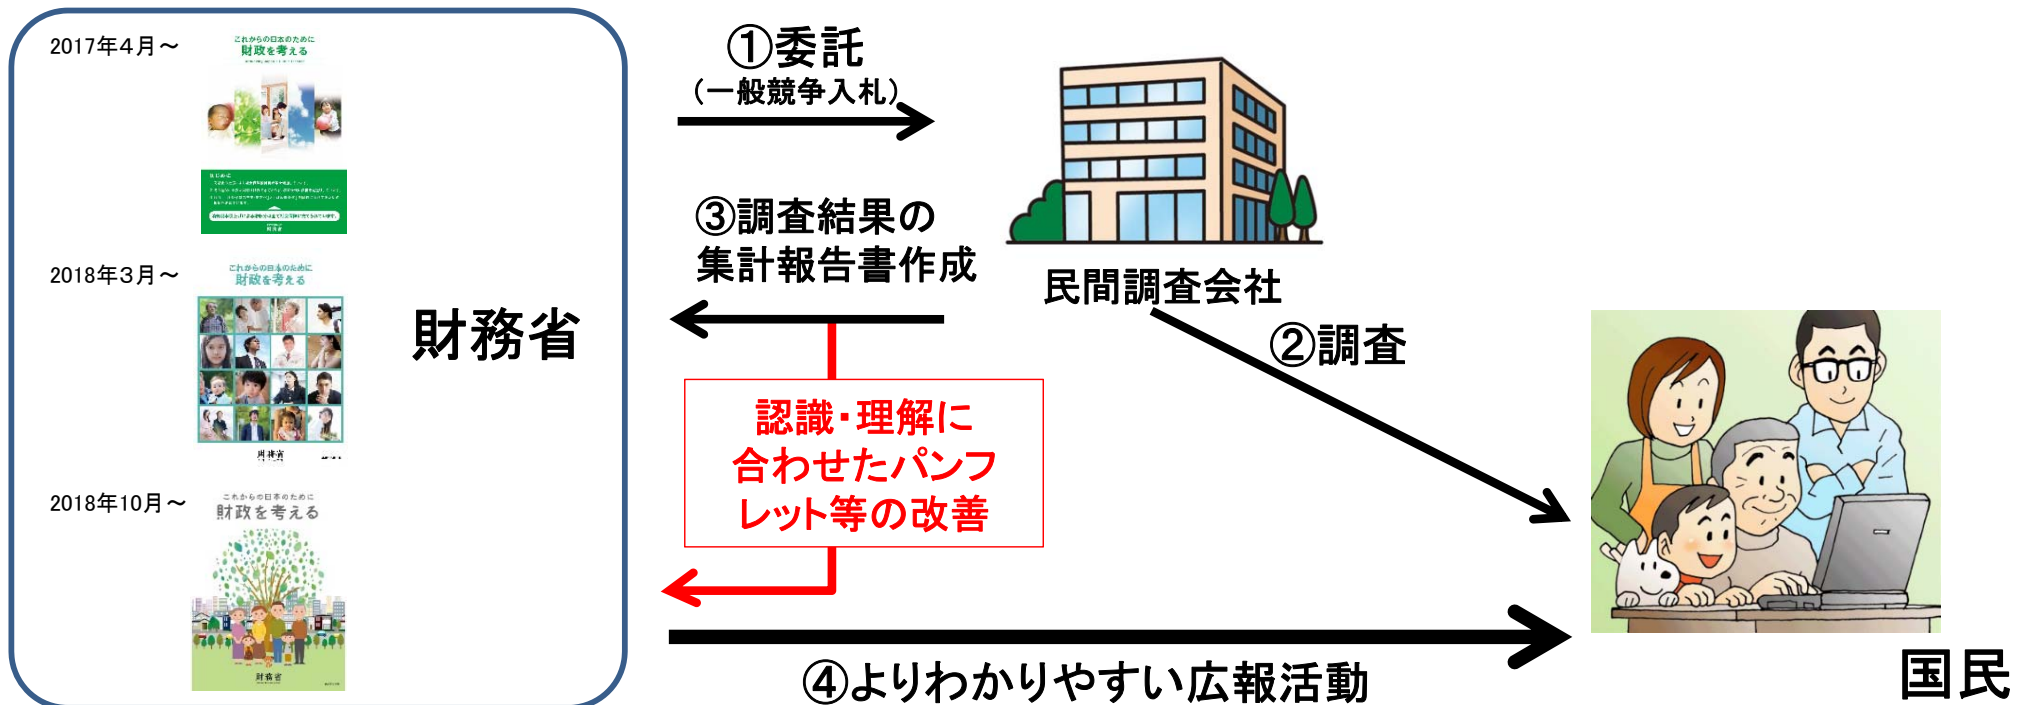 2017年4月～
これからの日本のために
財政を考える
はじめに
財務省
2018年3月～
これからの日本のために
財政を考える
財務省
2018年10月～
これからの日本のために
財政を考える
財務省
財務省
①委託
（一般競争入札）
③調査結果の
集計報告書作成
民間調査会社
②調査
認識・理解に
合わせたパンフ
レット等の改善
④よりわかりやすい広報活動
国民